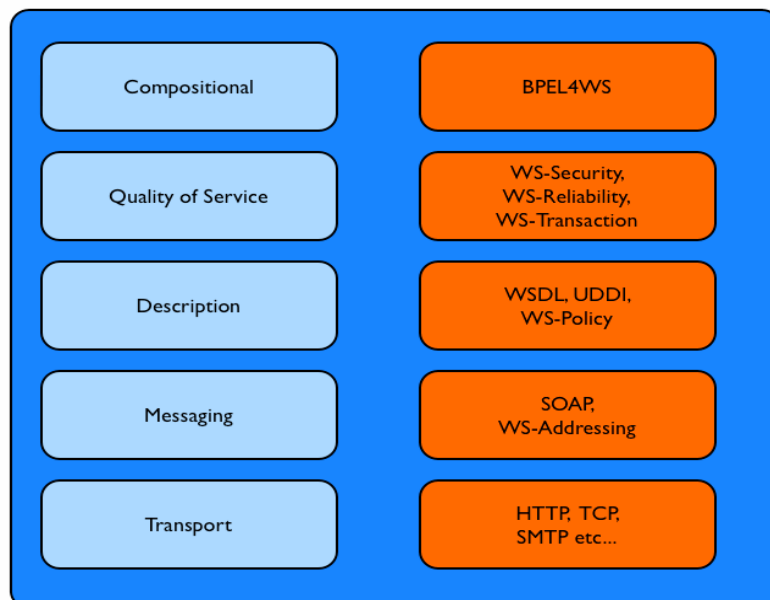 Compositional
BPEL4WS
Quality of Service
WS-Security,
WS-Reliability,
WS-Transaction
Description
WSDL, UDDI,
WS-Policy
Messaging
SOAP,
WS-Addressing
Transport
HTTP, TCP,
SMTP etc...